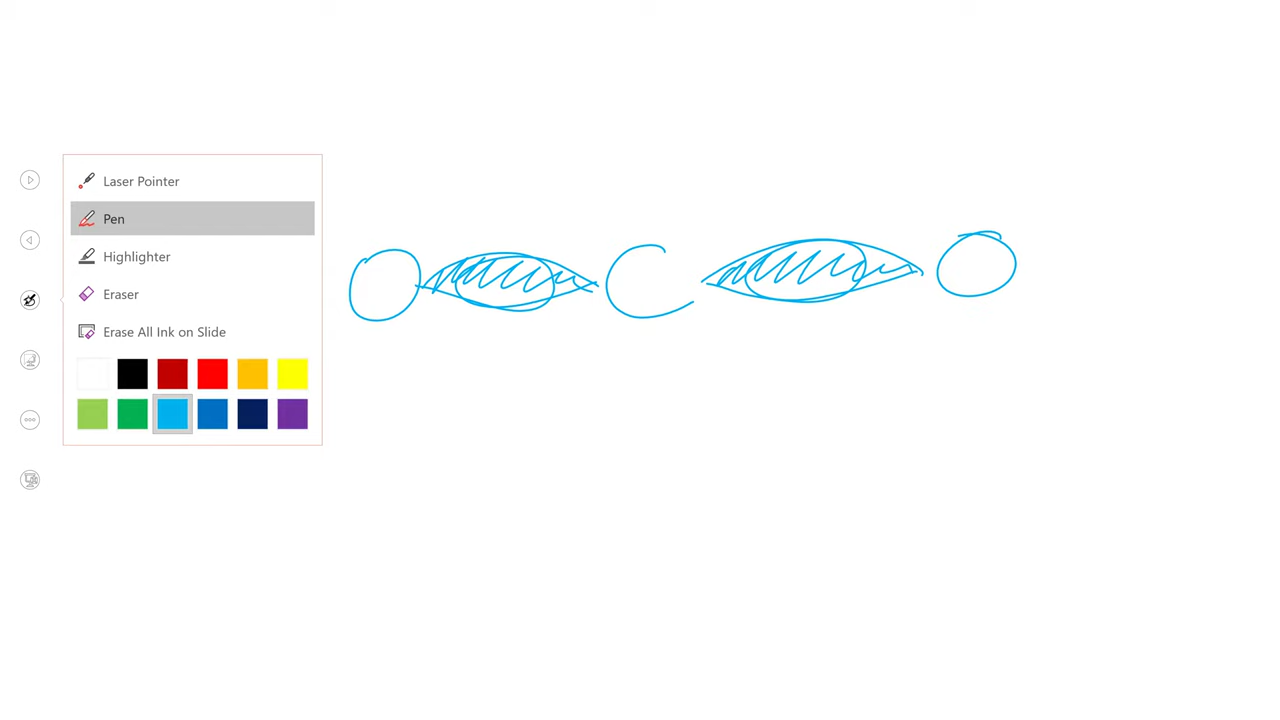 Laser Pointer
Pen
Highlighter
Eraser
Erase All Ink on Slide
O C O